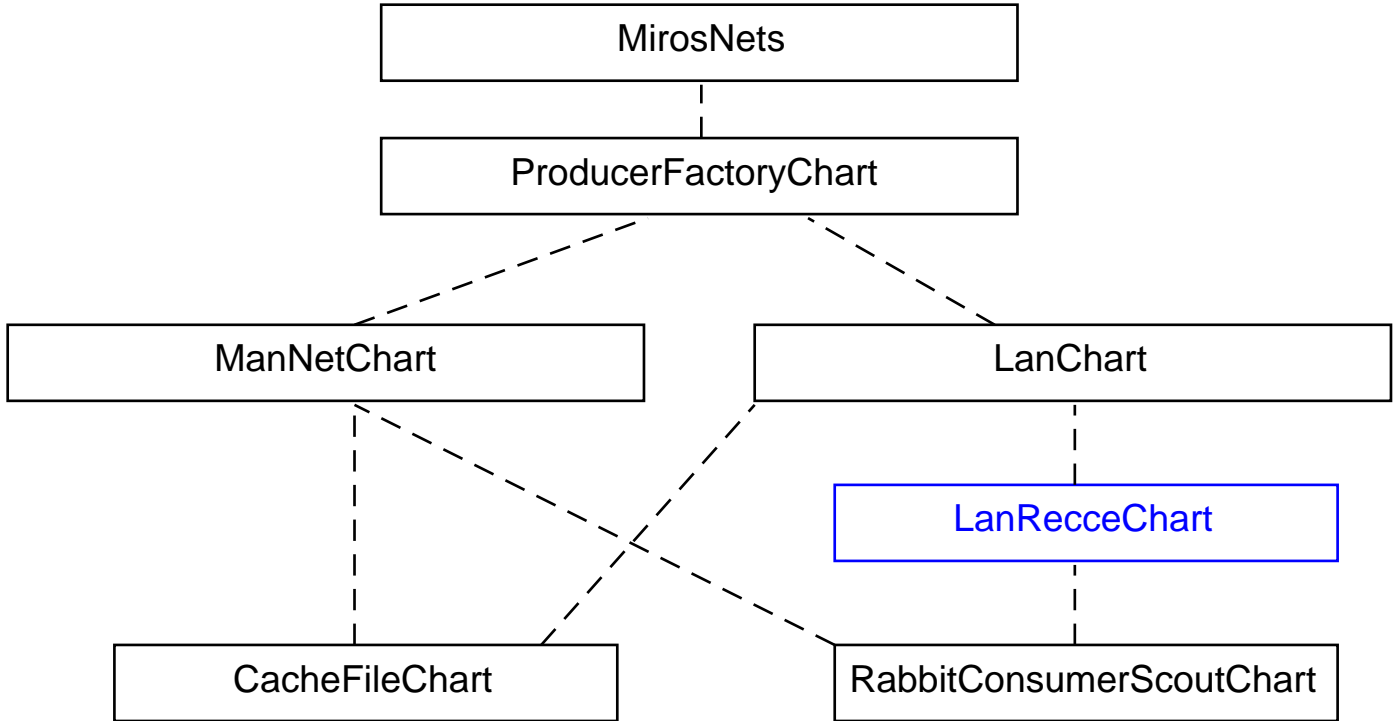 MirosNets
ProducerFactoryChart
ManNetChart
LanChart
LanRecceChart
CacheFileChart
RabbitConsumerScoutChart